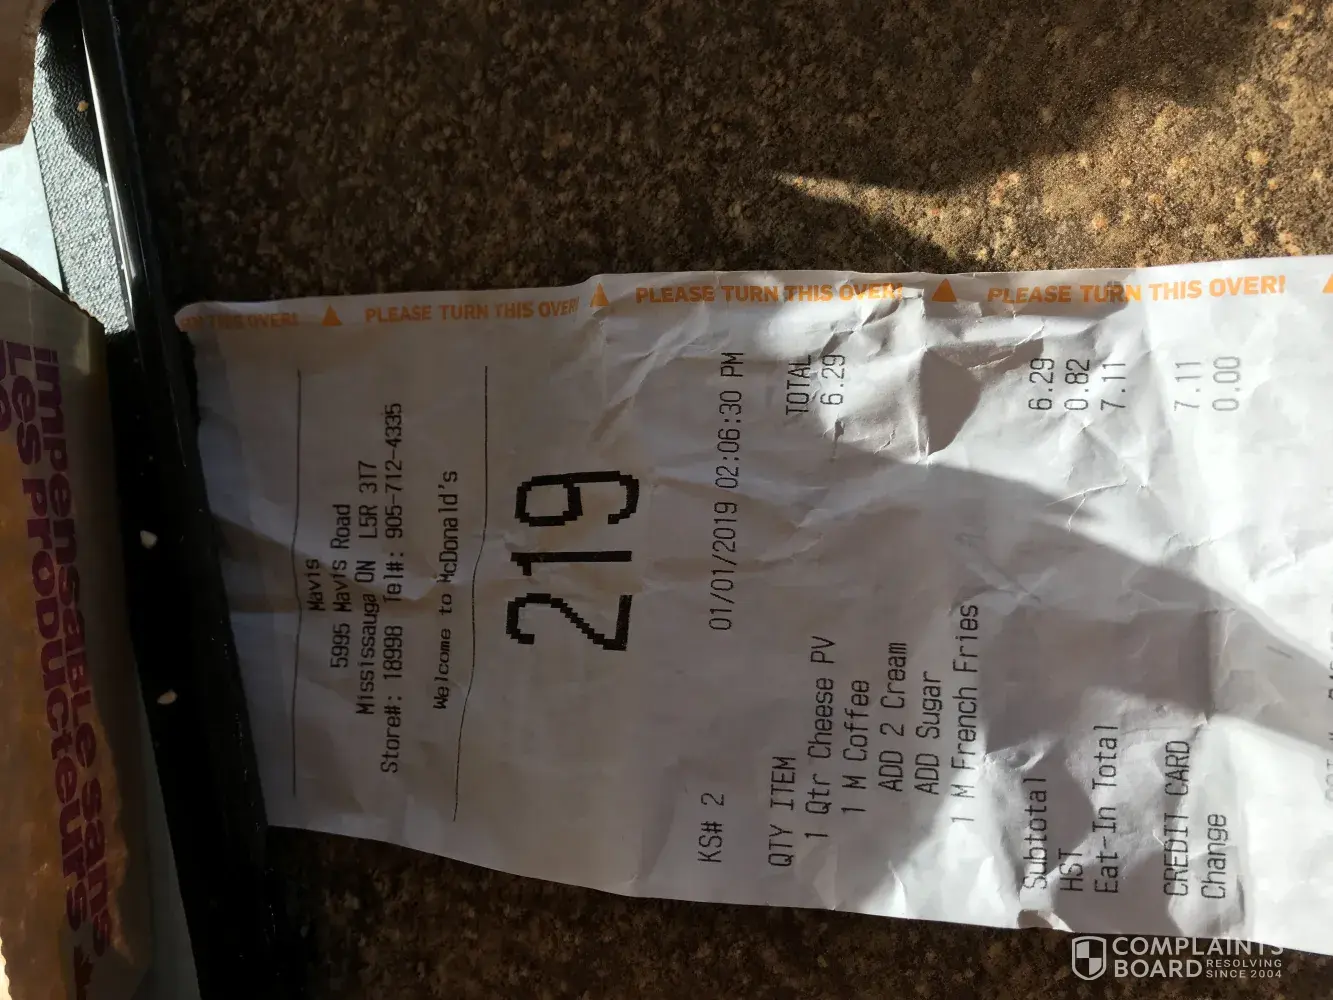 PLEASE TURN THIS OVER! PLEASE TURN THIS OVER! PLEASE TURN THIS OVER!
Mavis
5995 Mavis Road
Mississauga ON L5R 3T7
Store#: 18998 Tel#: 905-712-4335
Welcome to McDonald's
219
KS# 2 01/01/2019 02:06:30 PM
QTY ITEM TOTAL
1 Qtr Cheese PV 6.29
1 M Coffee
ADD 2 Cream
ADD Sugar
1 M French Fries
Subtotal 6.29
HST 0.82
Eat-In Total 7.11
CREDIT CARD 7.11
Change 0.00
impensable sans
Les producteurs
COMPLAINTS
BOARD RESOLVING
SINCE 2004